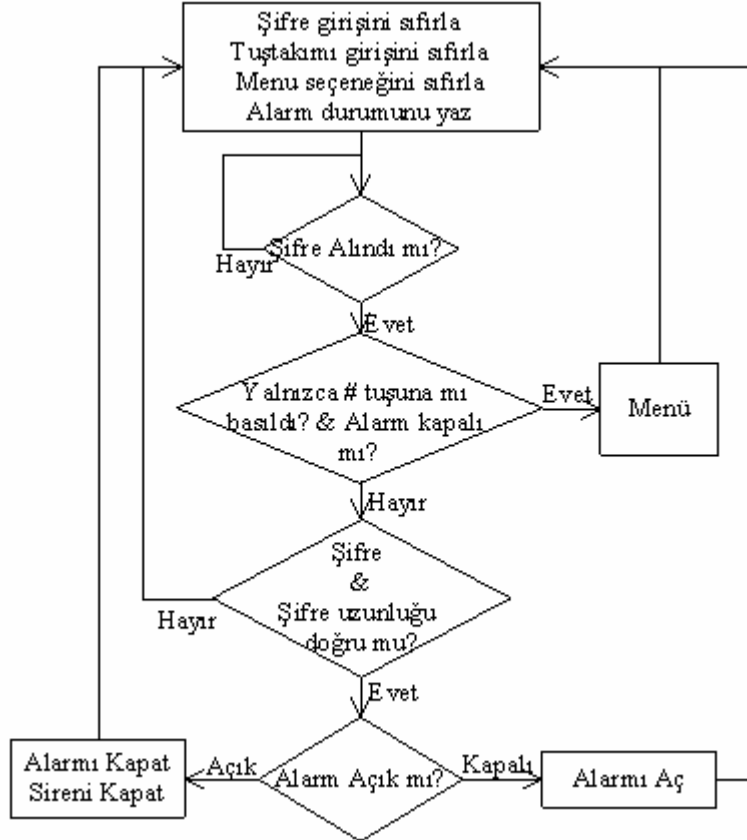 Şifre girişini sıfırla
Tuştakımı girişini sıfırla
Menu seçeneğini sıfırla
Alarm durumunu yaz
Şifre Alındı mı?
Hayır
Evet
Yalnızca # tuşuna mı
basıldı? & Alarm kapalı
mı?
Evet
Menü
Hayır
Şifre
&
Şifre uzunluğu
doğru mu?
Hayır
Evet
Alarmı Kapat
Sireni Kapat
Açık
Alarm Açık mı?
Kapalı
Alarmı Aç